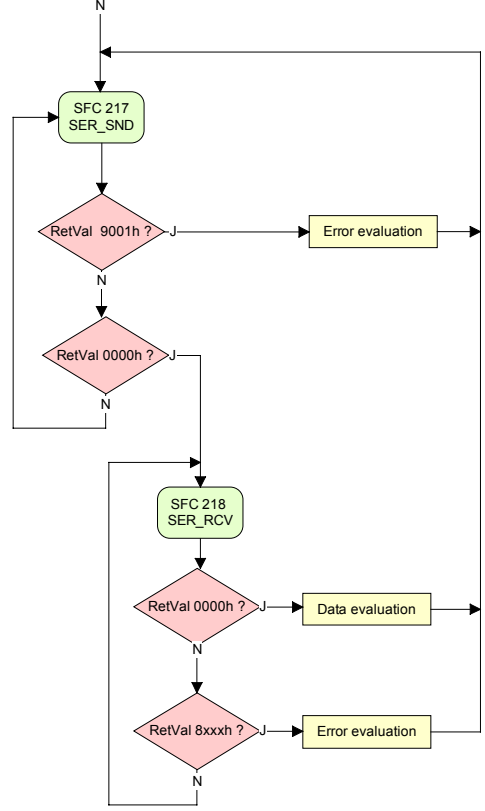 N
SFC 217
SER_SND
RetVal 9001h ?
J
Error evaluation
N
RetVal 0000h ?
J
N
SFC 218
SER_RCV
RetVal 0000h ?
J
Data evaluation
N
RetVal 8xxxh ?
J
Error evaluation
N